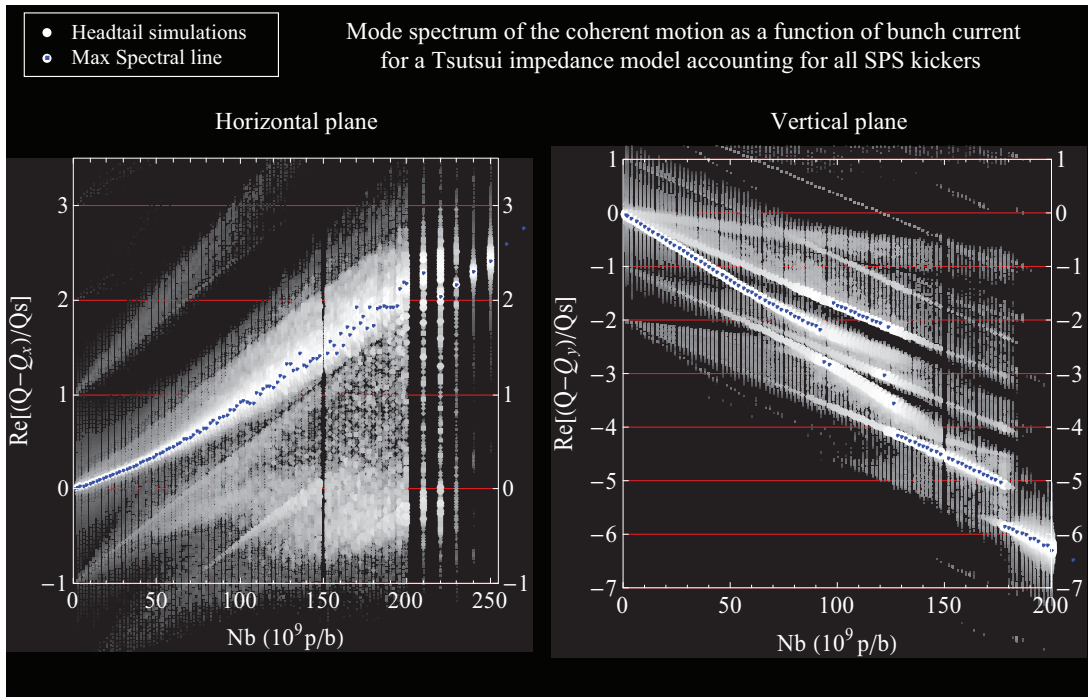 Headtail simulations
Max Spectral line
Mode spectrum of the coherent motion as a function of bunch current
for a Tsutsui impedance model accounting for all SPS kickers
Horizontal plane
Re[(Q−Qx)/Qs]
3
2
1
0
−1
3
2
1
0
−1
0 50 100 150 200 250
Nb (10⁹ p/b)
Vertical plane
Re[(Q−Qy)/Qs]
1
0
−1
−2
−3
−4
−5
−6
−7
1
0
−1
−2
−3
−4
−5
−6
−7
0 50 100 150 200
Nb (10⁹ p/b)